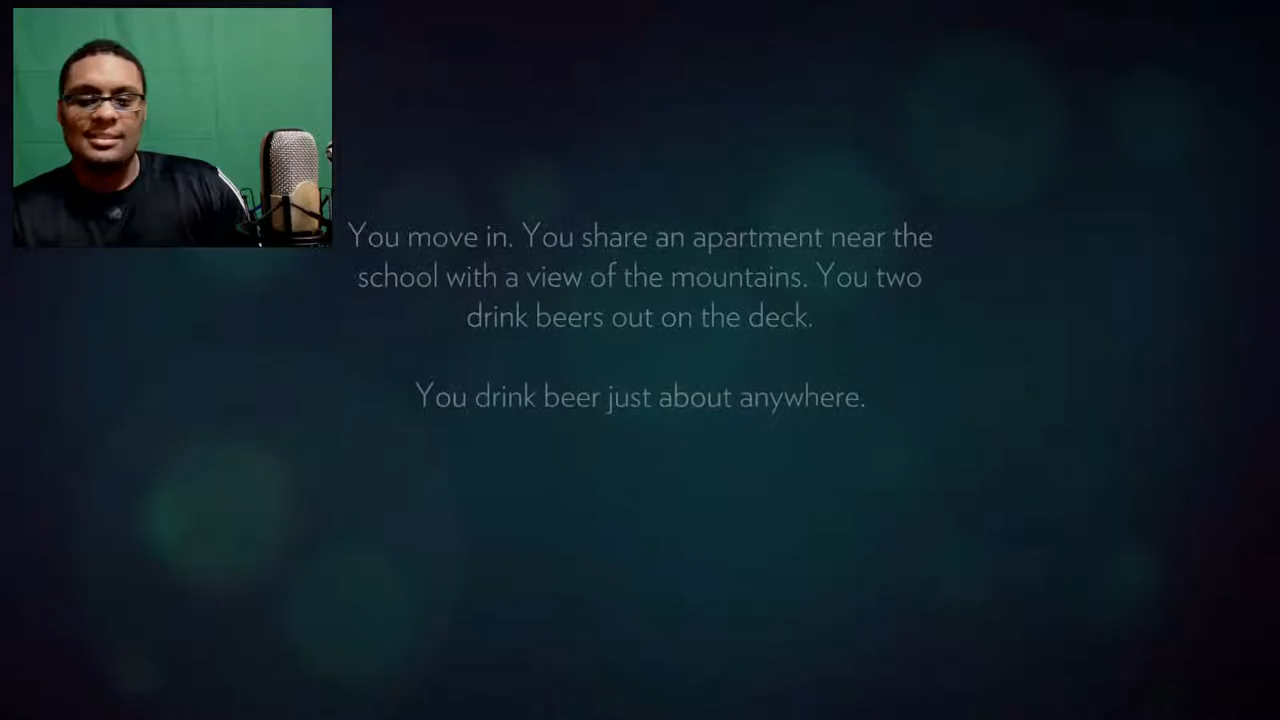 You move in. You share an apartment near the
school with a view of the mountains. You two
drink beers out on the deck.
You drink beer just about anywhere.